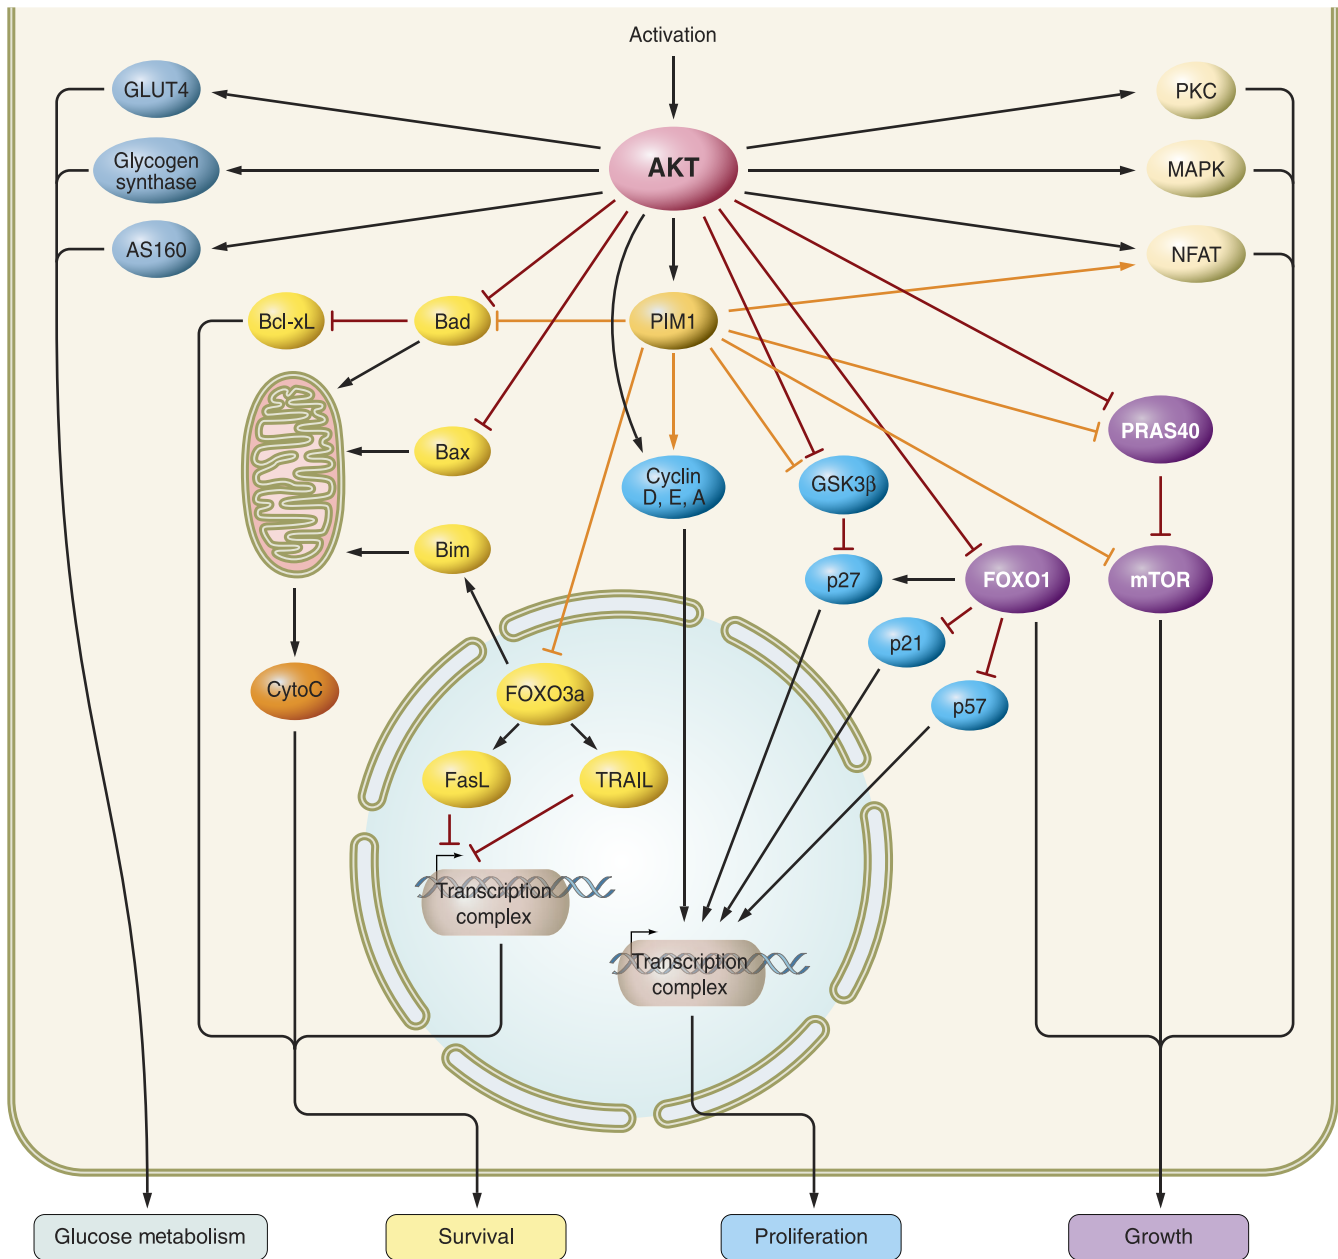 Activation
GLUT4
PKC
AKT
Glycogen
synthase
MAPK
AS160
NFAT
Bcl-xL
Bad
PIM1
PRAS40
Bax
Cyclin
D, E, A
GSK3β
Bim
p27
FOXO1
mTOR
p21
CytoC
FOXO3a
p57
FasL
TRAIL
Transcription
complex
Transcription
complex
Glucose metabolism
Survival
Proliferation
Growth